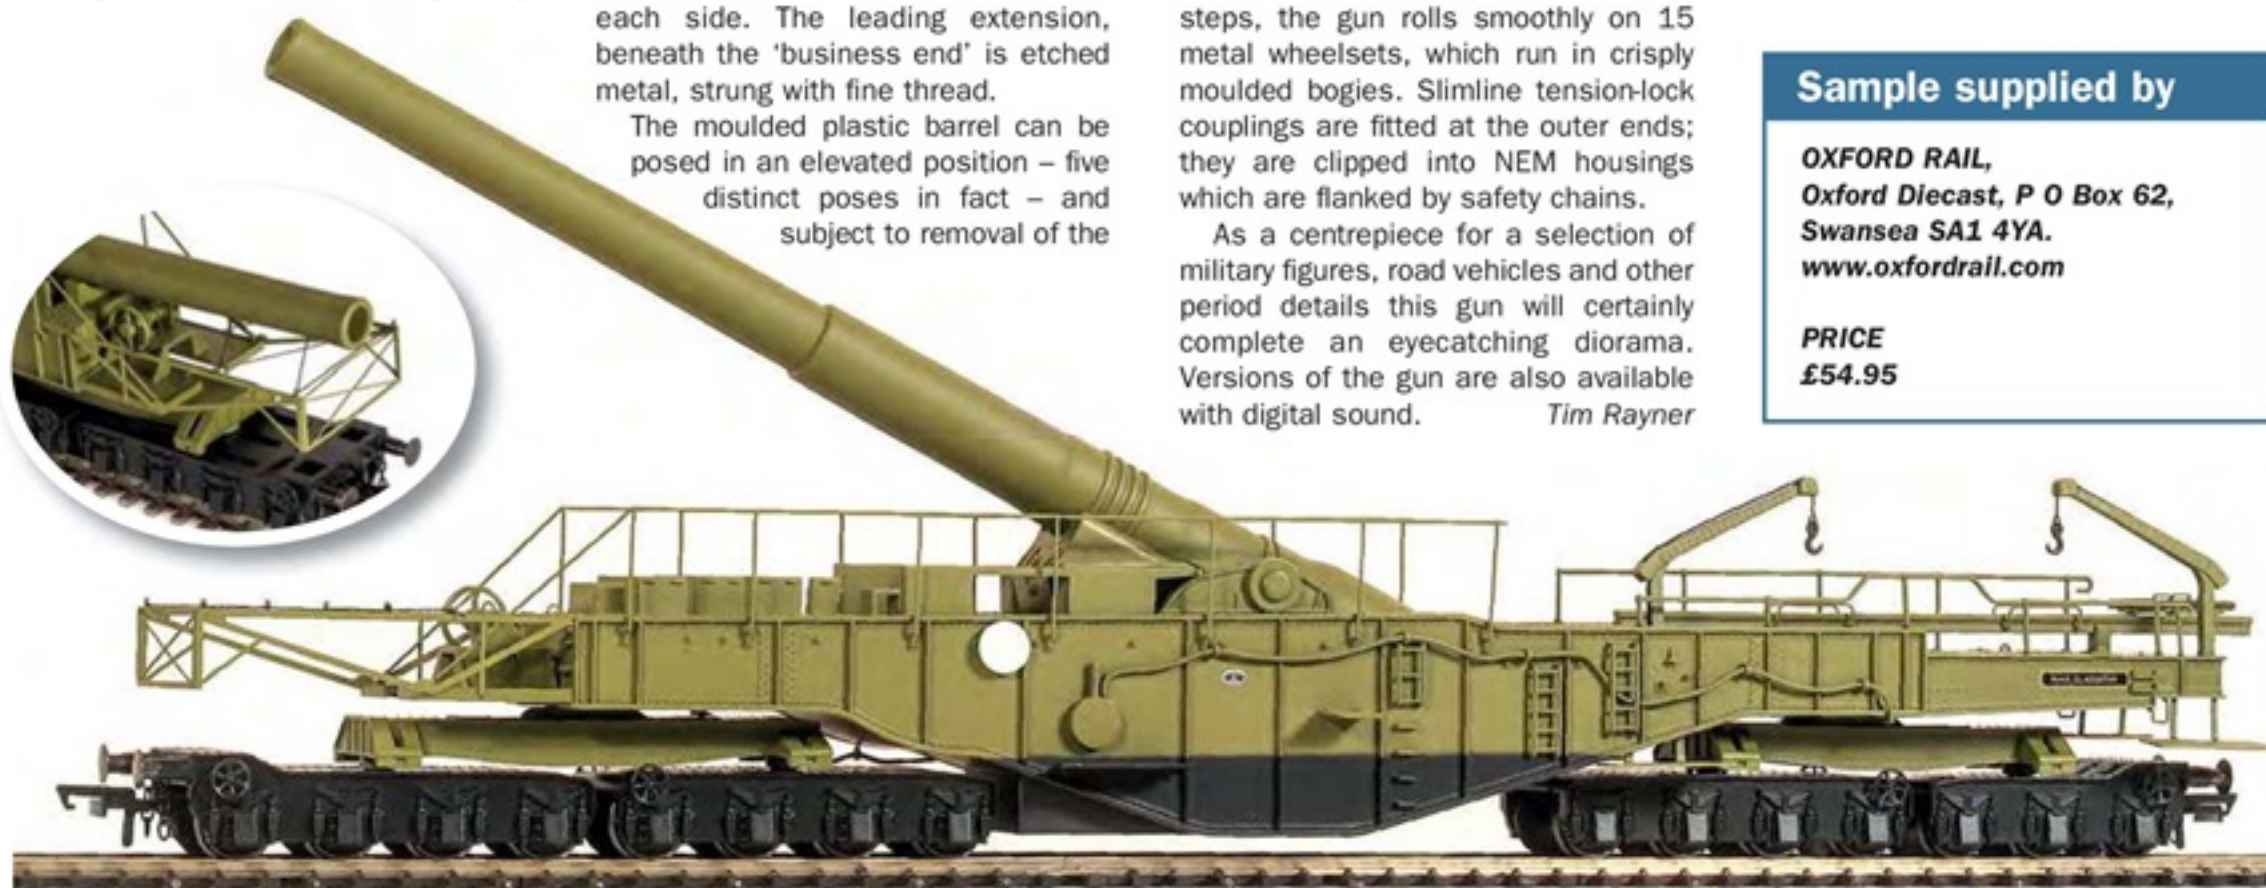 each side. The leading extension,
beneath the ‘business end’ is etched
metal, strung with fine thread.
The moulded plastic barrel can be
posed in an elevated position – five
distinct poses in fact – and
subject to removal of the
steps, the gun rolls smoothly on 15
metal wheelsets, which run in crisply
moulded bogies. Slimline tension-lock
couplings are fitted at the outer ends;
they are clipped into NEM housings
which are flanked by safety chains.
As a centrepiece for a selection of
military figures, road vehicles and other
period details this gun will certainly
complete an eyecatching diorama.
Versions of the gun are also available
with digital sound. Tim Rayner
Sample supplied by
OXFORD RAIL,
Oxford Diecast, P O Box 62,
Swansea SA1 4YA.
www.oxfordrail.com
PRICE
£54.95